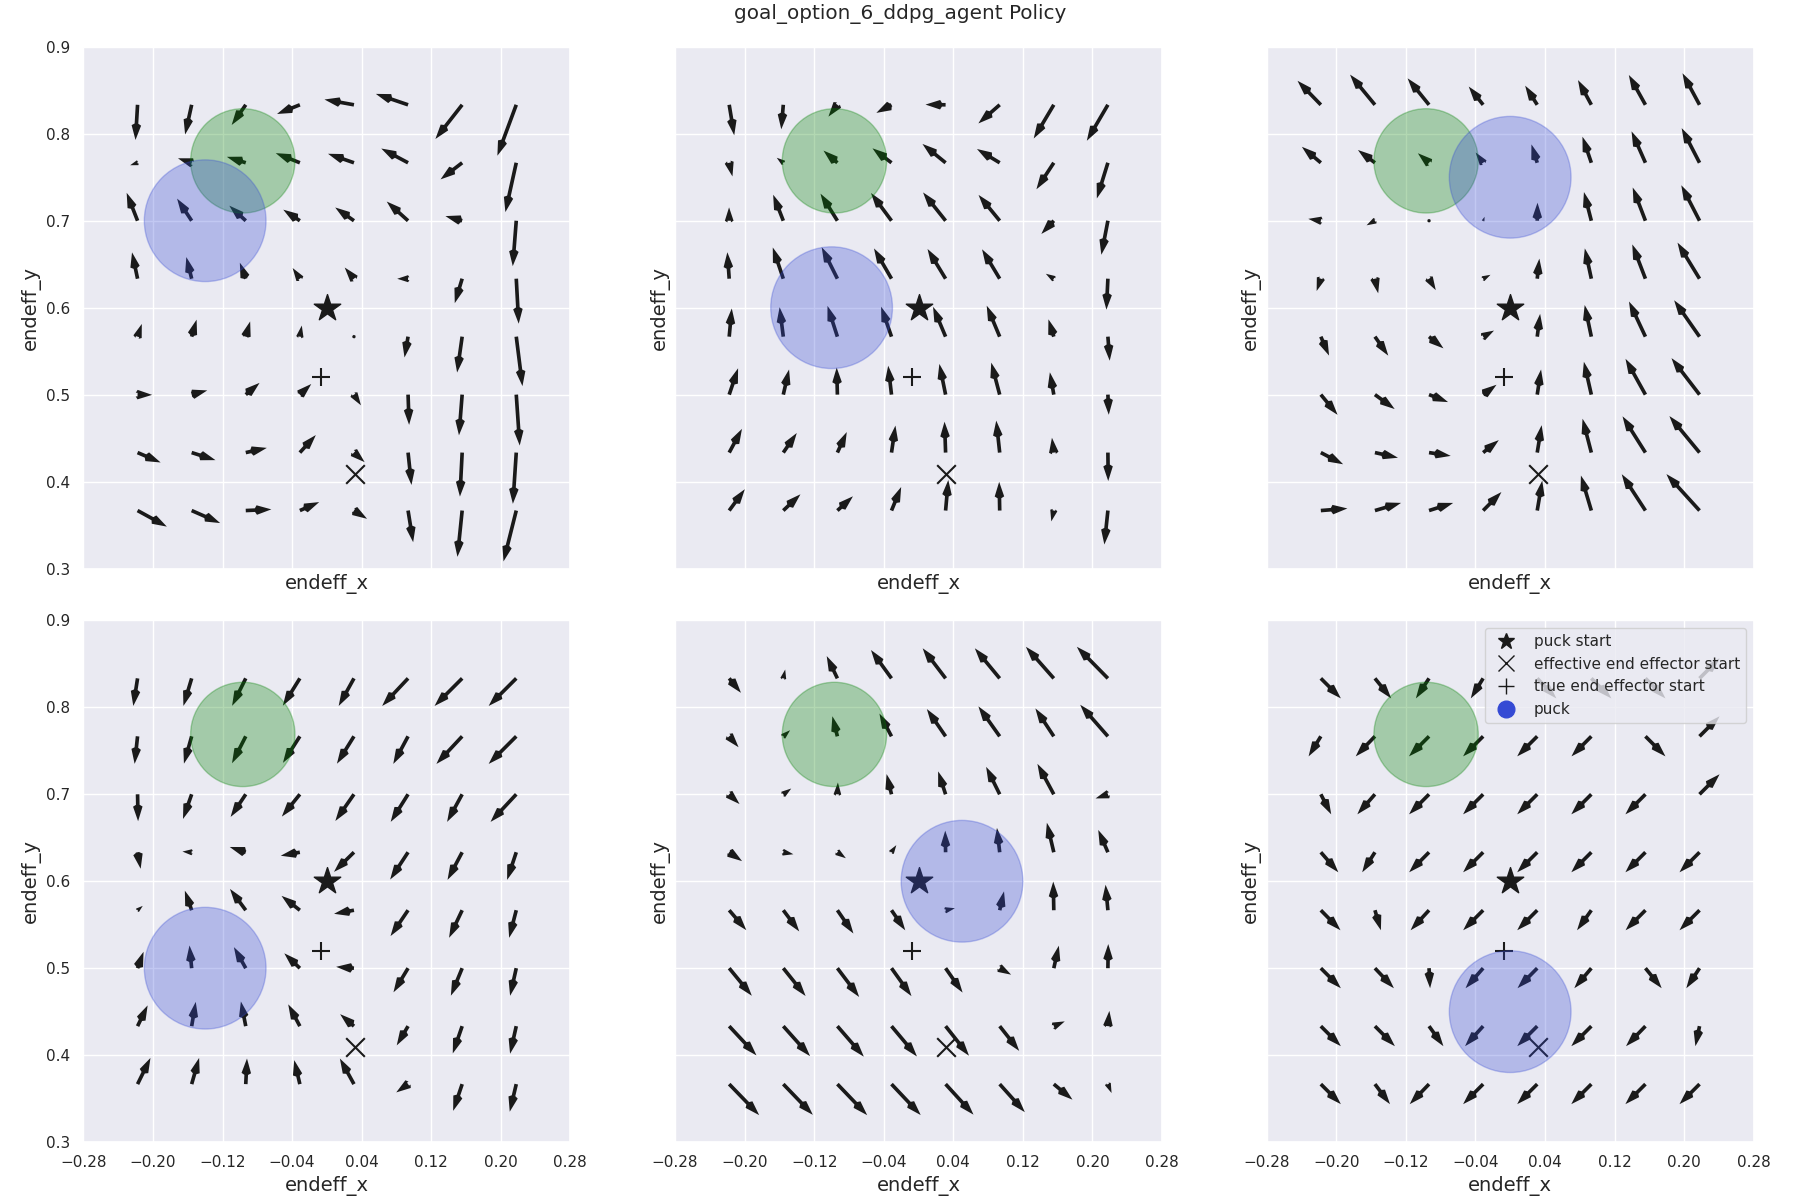 goal_option_6_ddpg_agent Policy
0.9
0.8
0.7
0.6
0.5
0.4
0.3
endeff_y
endeff_x
endeff_y
endeff_x
endeff_y
endeff_x
0.9
0.8
0.7
0.6
0.5
0.4
0.3
endeff_y
−0.28 −0.20 −0.12 −0.04 0.04 0.12 0.20 0.28
endeff_x
endeff_y
−0.28 −0.20 −0.12 −0.04 0.04 0.12 0.20 0.28
endeff_x
puck start
effective end effector start
true end effector start
puck
endeff_y
−0.28 −0.20 −0.12 −0.04 0.04 0.12 0.20 0.28
endeff_x